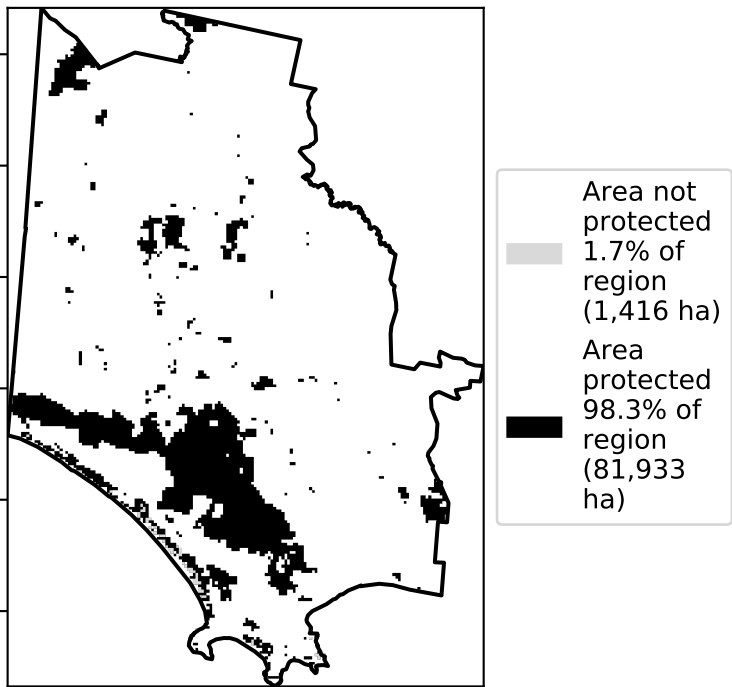 Area not
protected
1.7% of
region
(1,416 ha)
Area
protected
98.3% of
region
(81,933
ha)